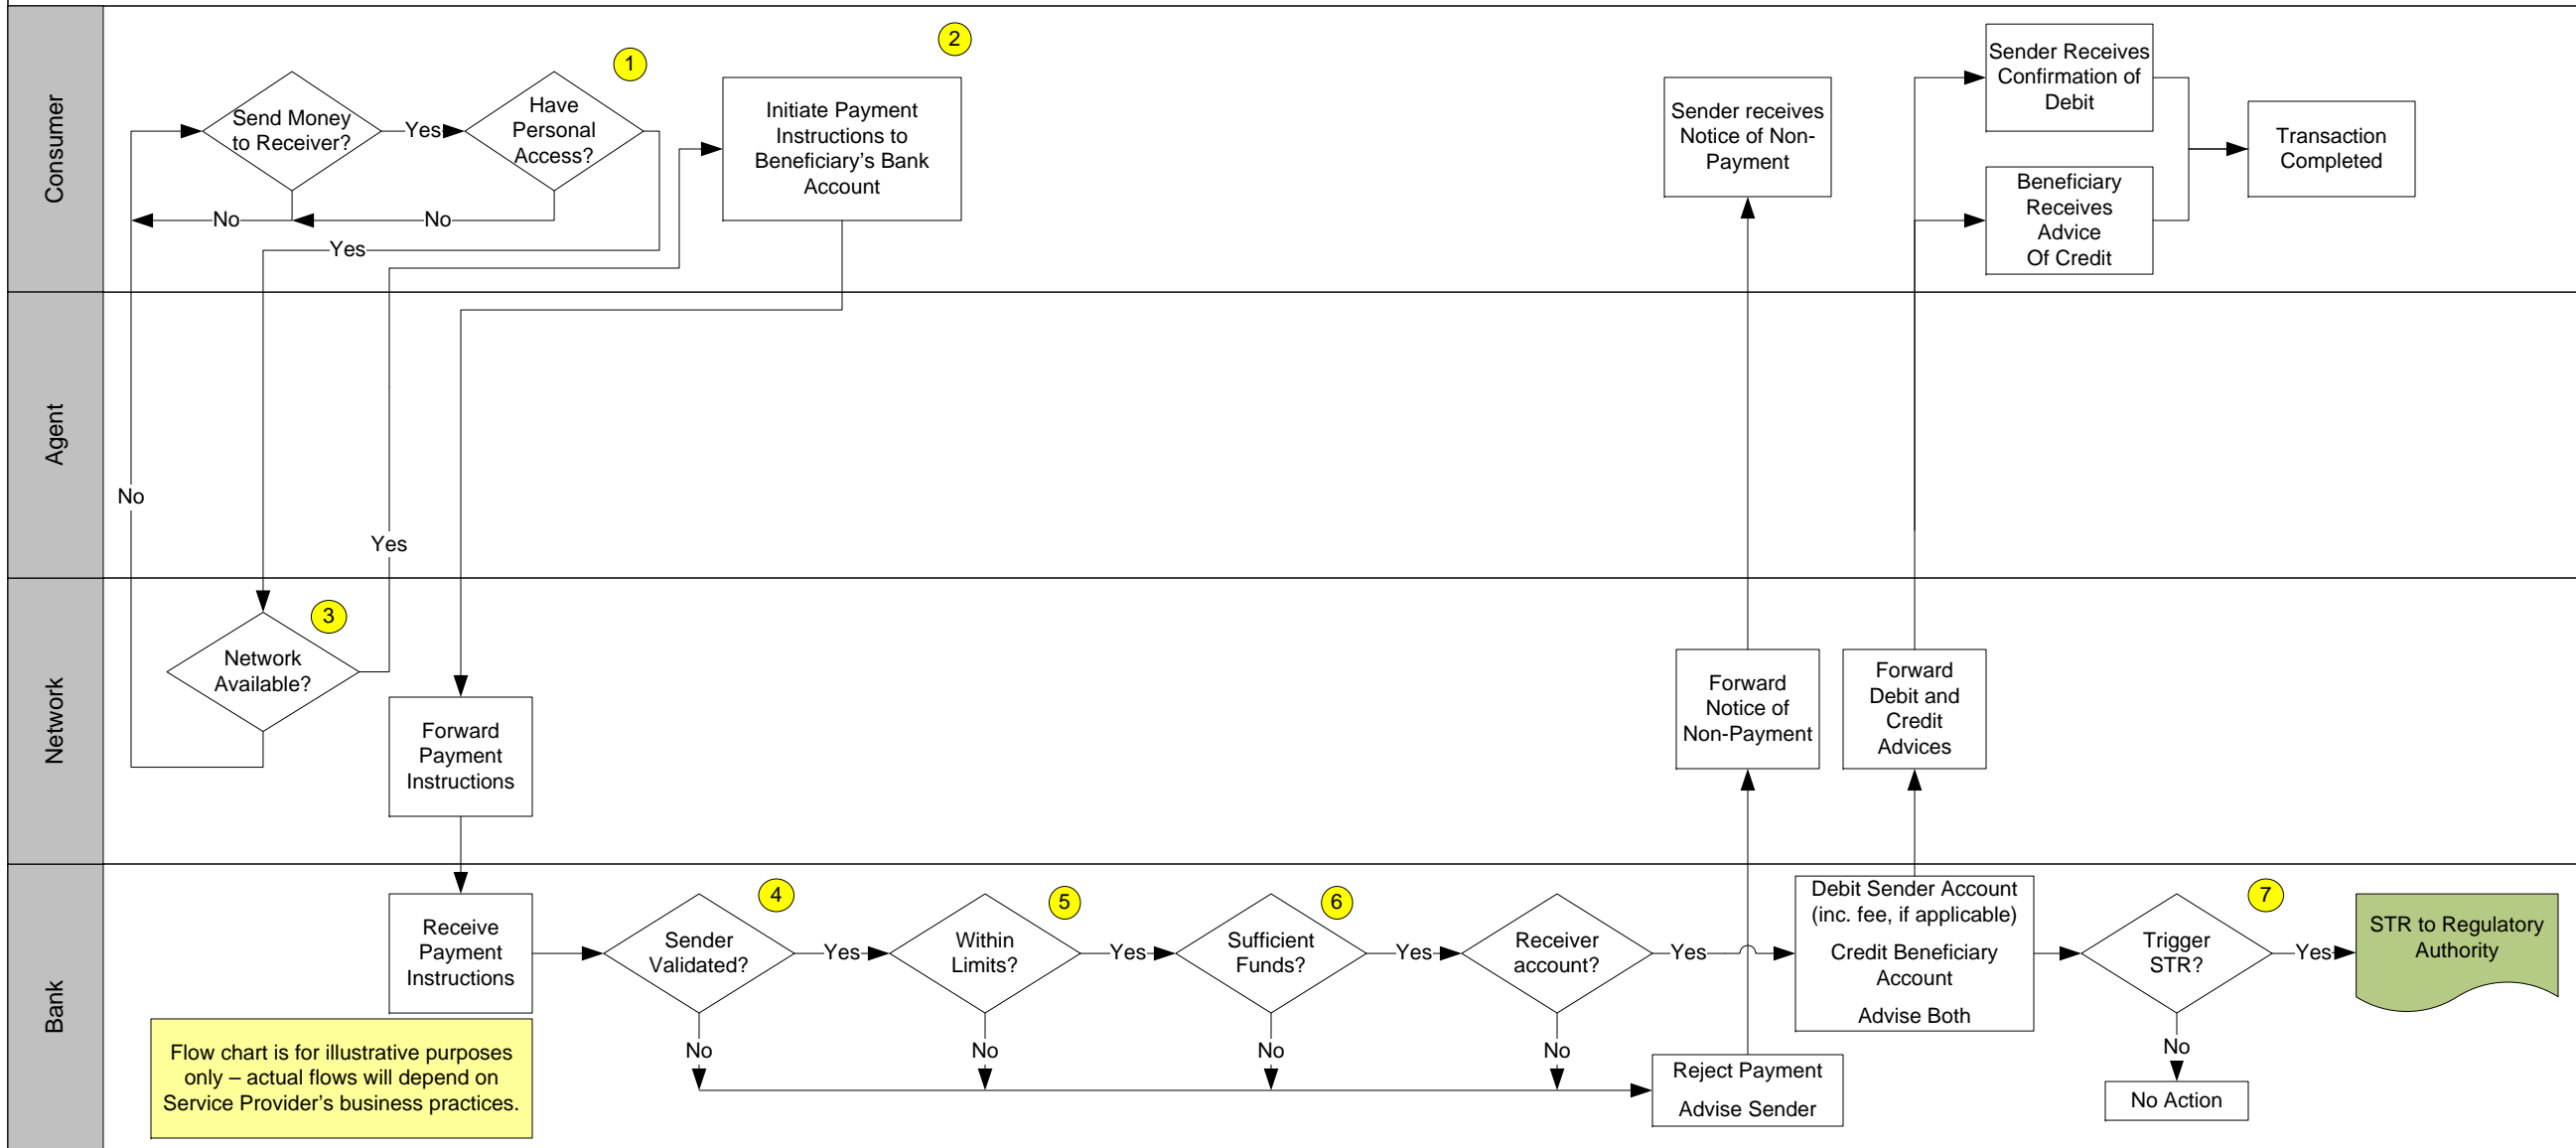 Consumer
1
2
Send Money
to Receiver?
Yes
Have
Personal
Access?
Initiate Payment
Instructions to
Beneficiary's Bank
Account
Sender receives
Notice of Non-
Payment
Sender Receives
Confirmation of
Debit
Beneficiary
Receives
Advice
Of Credit
Transaction
Completed
No
No
Yes
Agent
No
Yes
Network
3
Network
Available?
Forward
Payment
Instructions
Forward
Notice of
Non-Payment
Forward
Debit and
Credit
Advices
Bank
Receive
Payment
Instructions
4
Sender
Validated?
Yes
5
Within
Limits?
Yes
6
Sufficient
Funds?
Yes
Receiver
account?
Yes
Debit Sender Account
(inc. fee, if applicable)
Credit Beneficiary
Account
Advise Both
7
Trigger
STR?
Yes
STR to Regulatory
Authority
No
No
No
No
No
Reject Payment
Advise Sender
No Action
Flow chart is for illustrative purposes
only – actual flows will depend on
Service Provider's business practices.